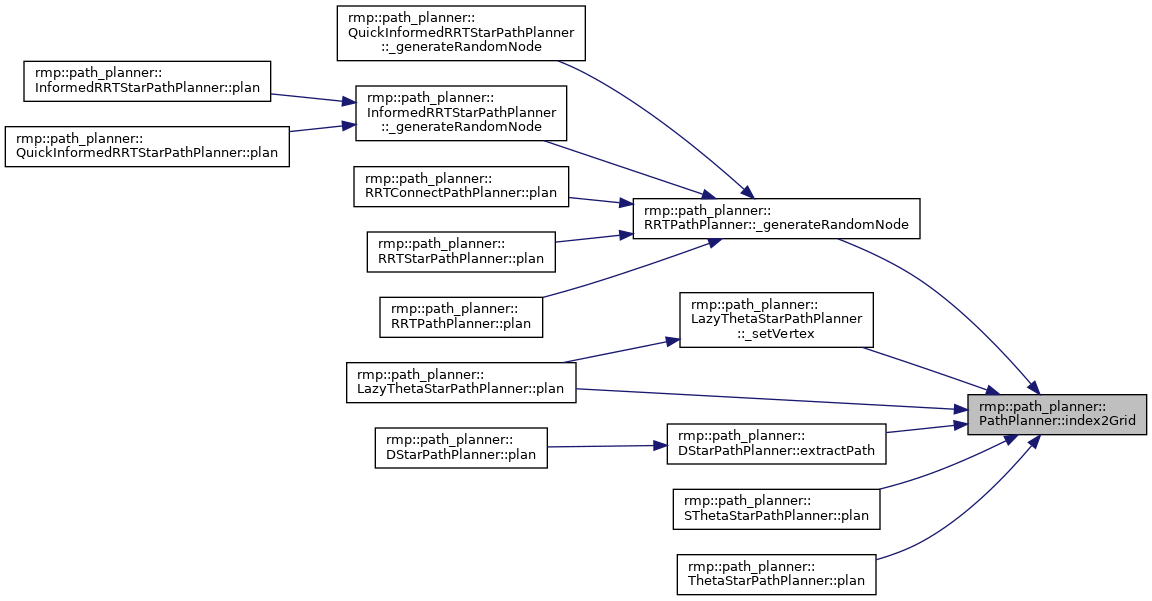 rmp::path_planner::
QuickInformedRRTStarPathPlanner
::_generateRandomNode
rmp::path_planner::
InformedRRTStarPathPlanner::plan
rmp::path_planner::
InformedRRTStarPathPlanner
::_generateRandomNode
rmp::path_planner::
QuickInformedRRTStarPathPlanner::plan
rmp::path_planner::
RRTConnectPathPlanner::plan
rmp::path_planner::
RRTPathPlanner::_generateRandomNode
rmp::path_planner::
RRTStarPathPlanner::plan
rmp::path_planner::
RRTPathPlanner::plan
rmp::path_planner::
LazyThetaStarPathPlanner
::_setVertex
rmp::path_planner::
LazyThetaStarPathPlanner::plan
rmp::path_planner::
PathPlanner::index2Grid
rmp::path_planner::
DStarPathPlanner::plan
rmp::path_planner::
DStarPathPlanner::extractPath
rmp::path_planner::
SThetaStarPathPlanner::plan
rmp::path_planner::
ThetaStarPathPlanner::plan